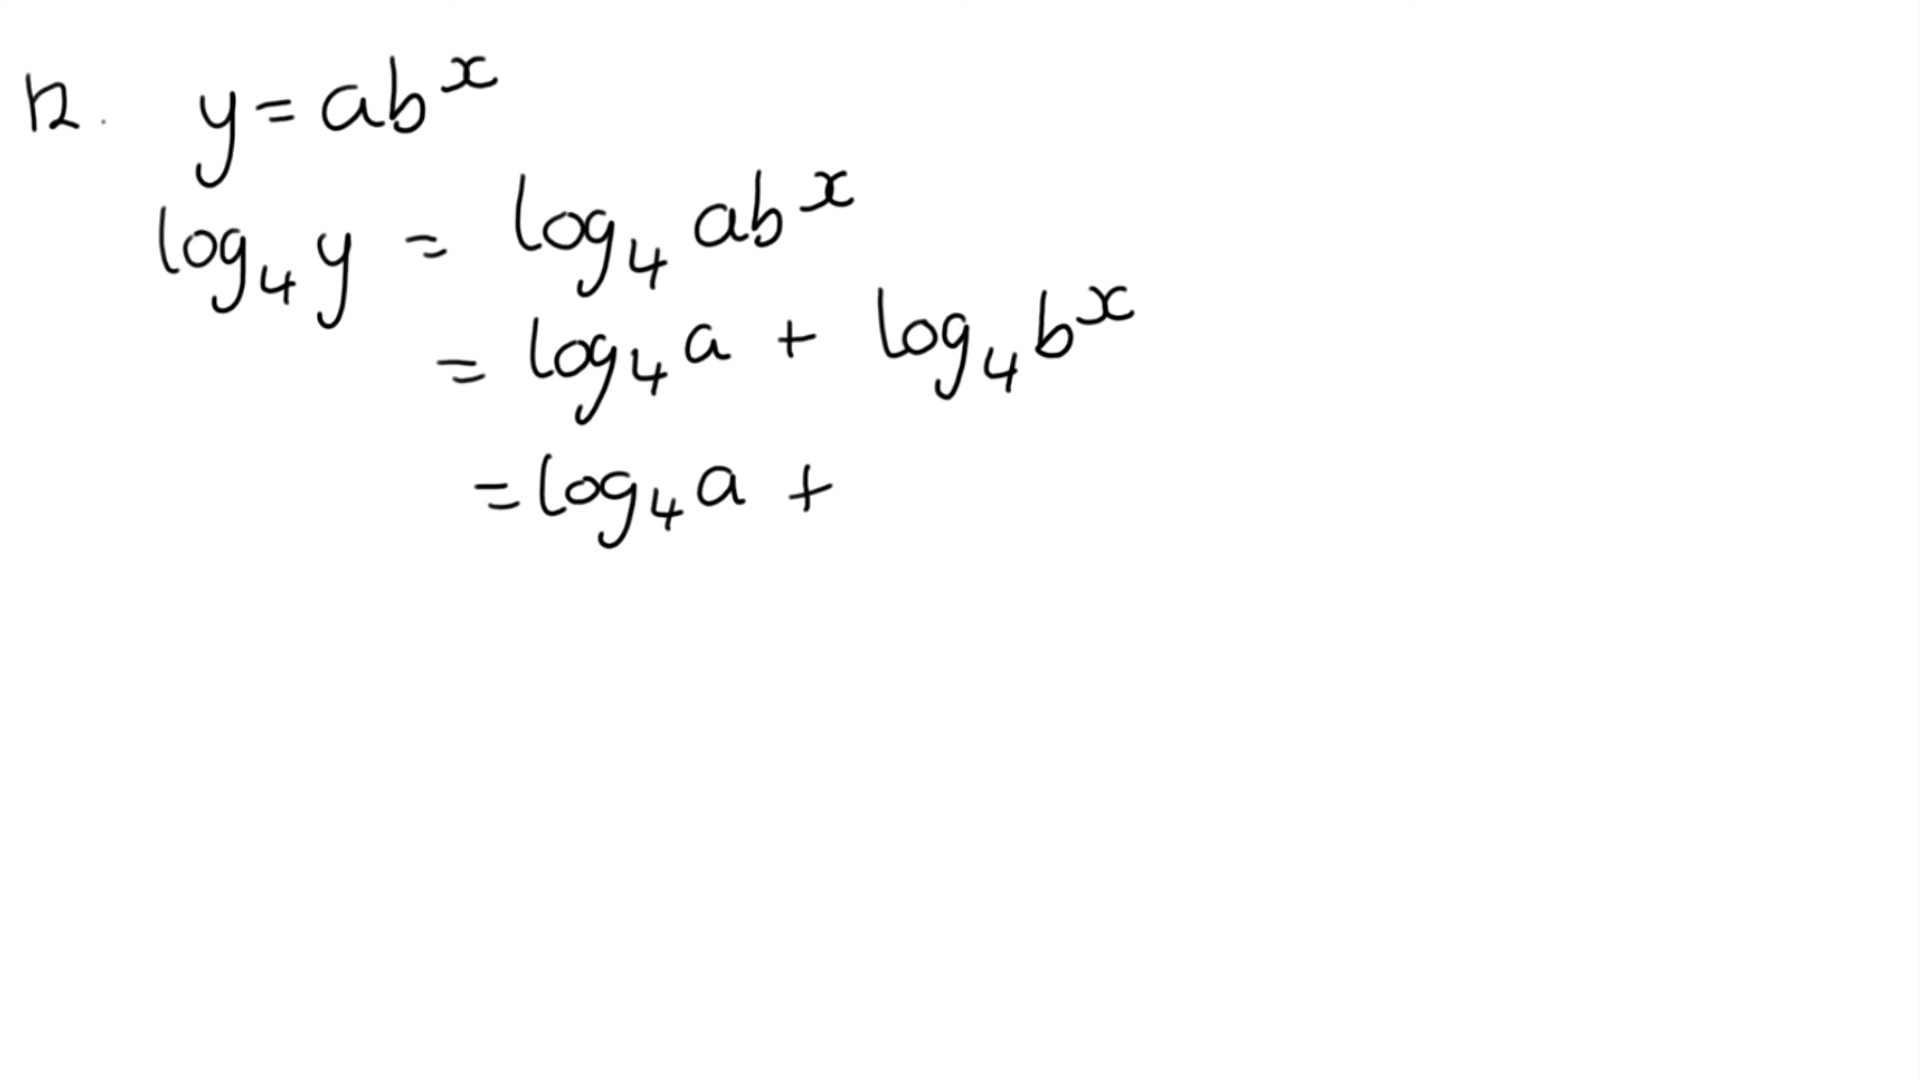 12. y = ab^x
log₄ y = log₄ ab^x
= log₄ a + log₄ b^x
= log₄ a +